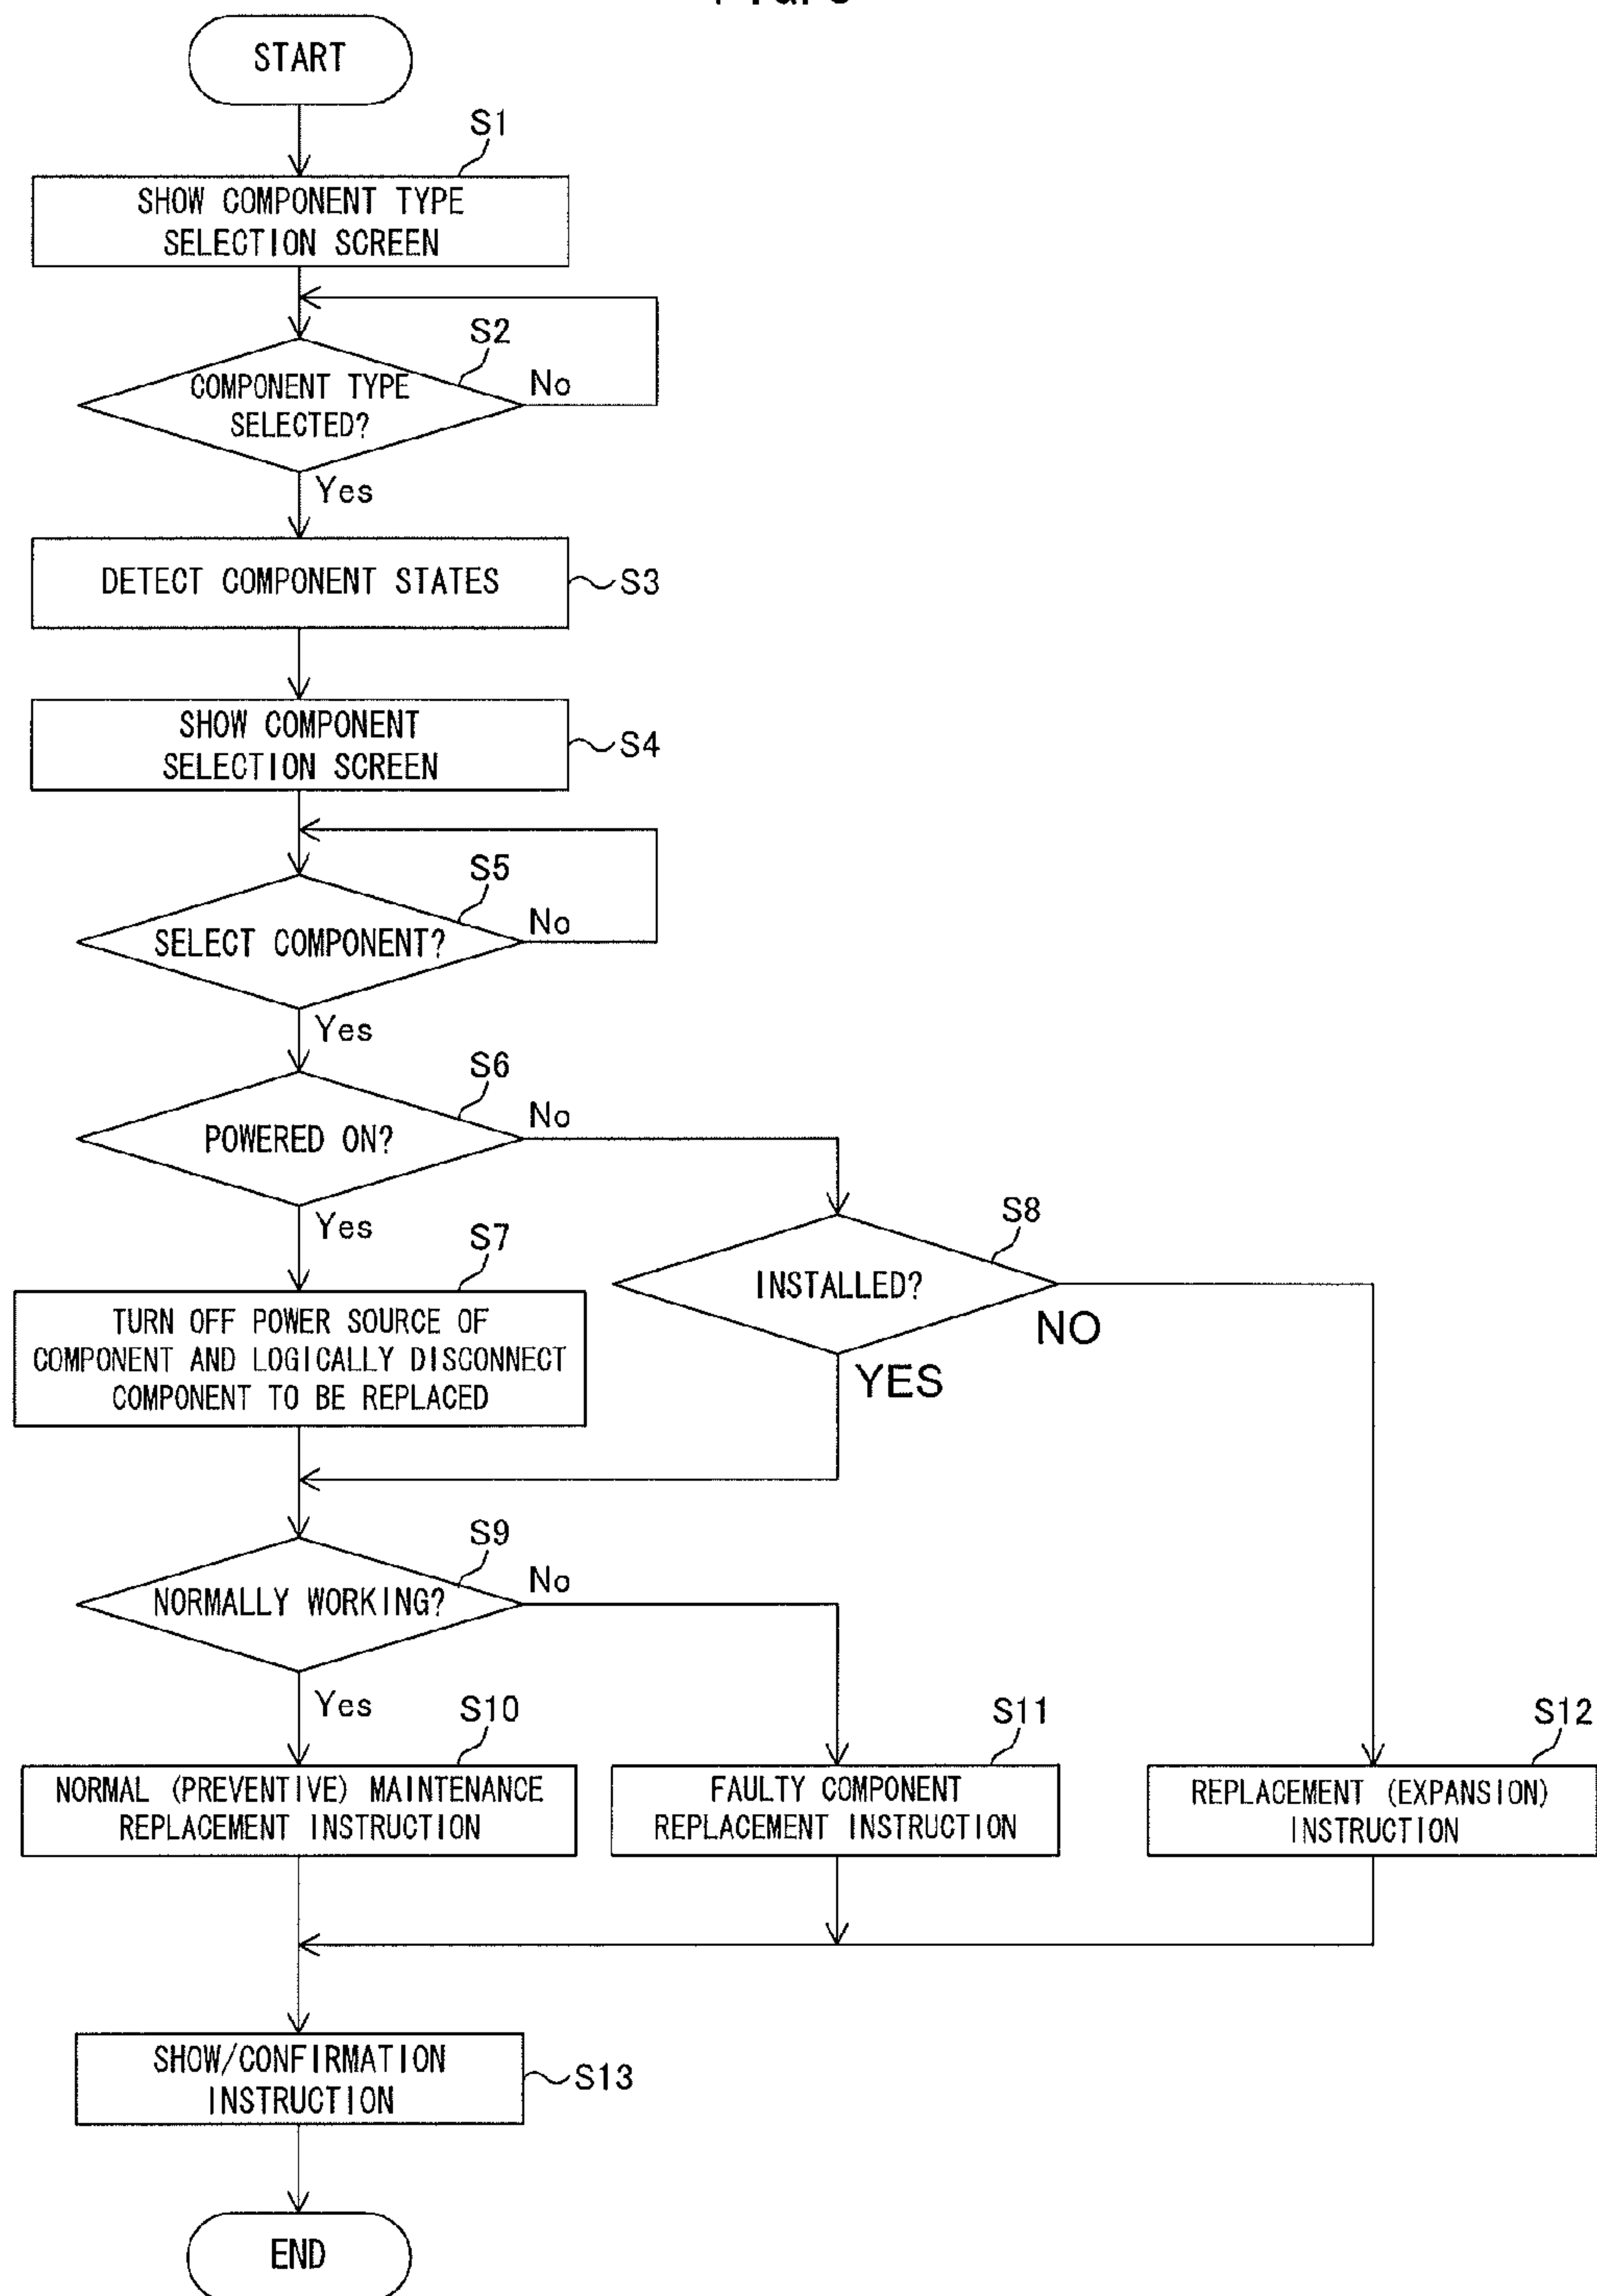 START
S1
SHOW COMPONENT TYPE
SELECTION SCREEN
S2
COMPONENT TYPE
SELECTED?
No
Yes
DETECT COMPONENT STATES
S3
SHOW COMPONENT
SELECTION SCREEN
S4
S5
SELECT COMPONENT?
No
Yes
S6
POWERED ON?
No
Yes
S7
TURN OFF POWER SOURCE OF
COMPONENT AND LOGICALLY DISCONNECT
COMPONENT TO BE REPLACED
S8
INSTALLED?
NO
YES
S9
NORMALLY WORKING?
No
Yes
S10
NORMAL (PREVENTIVE) MAINTENANCE
REPLACEMENT INSTRUCTION
S11
FAULTY COMPONENT
REPLACEMENT INSTRUCTION
S12
REPLACEMENT (EXPANSION)
INSTRUCTION
SHOW/CONFIRMATION
INSTRUCTION
S13
END